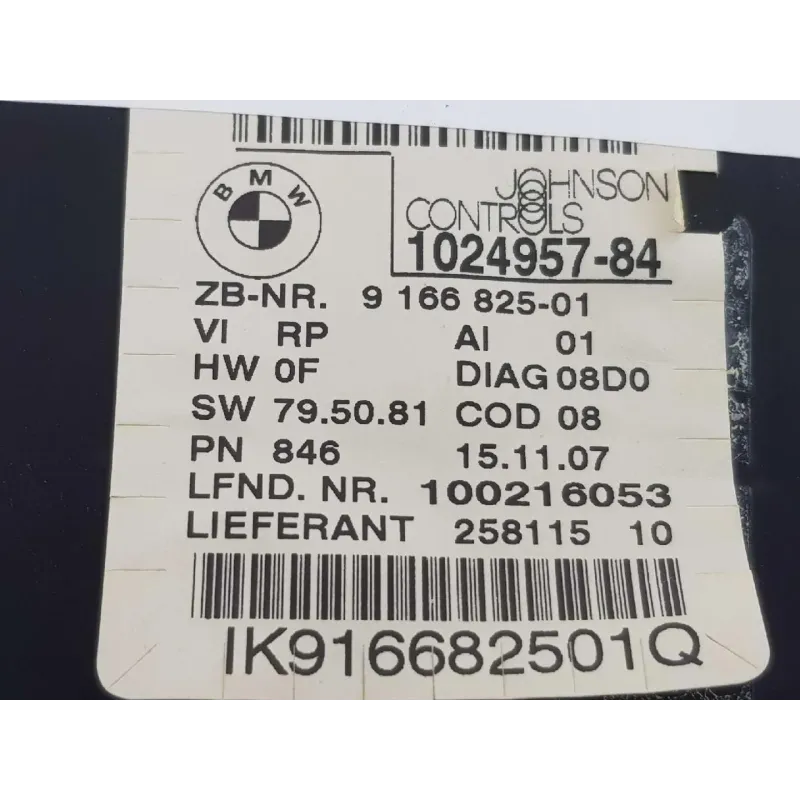 BMW
JOHNSON
CONTROLS
1024957-84
ZB-NR. 9 166 825-01
VI RP AI 01
HW 0F DIAG 08D0
SW 79.50.81 COD 08
PN 846 15.11.07
LFND. NR. 100216053
LIEFERANT 258115 10
IK916682501Q